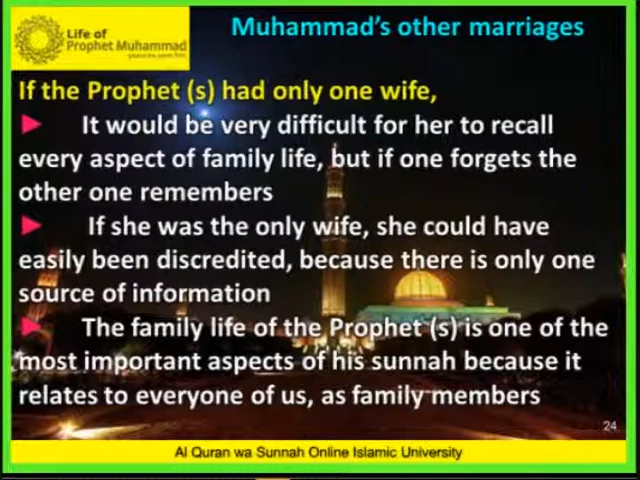 Life of
Prophet Muhammad
Muhammad's other marriages
If the Prophet (s) had only one wife,
► It would be very difficult for her to recall
every aspect of family life, but if one forgets the
other one remembers
► If she was the only wife, she could have
easily been discredited, because there is only one
source of information
► The family life of the Prophet (s) is one of the
most important aspects of his sunnah because it
relates to everyone of us, as family members
24
Al Quran wa Sunnah Online Islamic University